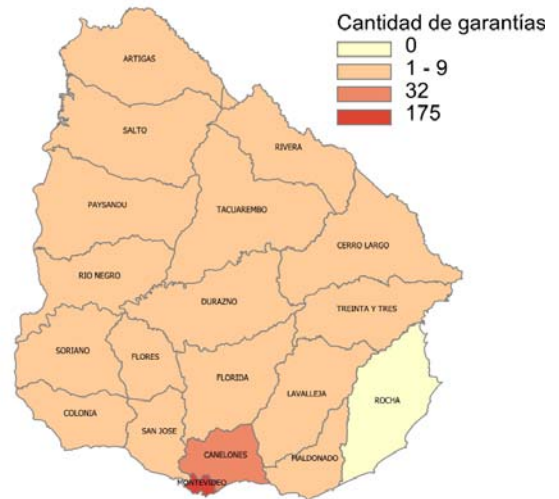 Cantidad de garantías
0
1 - 9
32
175
ARTIGAS
SALTO
RIVERA
PAYSANDU
TACUAREMBO
CERRO LARGO
RIO NEGRO
DURAZNO
TREINTA Y TRES
SORIANO
FLORES
FLORIDA
LAVALLEJA
ROCHA
COLONIA
SAN JOSE
CANELONES
MALDONADO
MONTEVIDEO